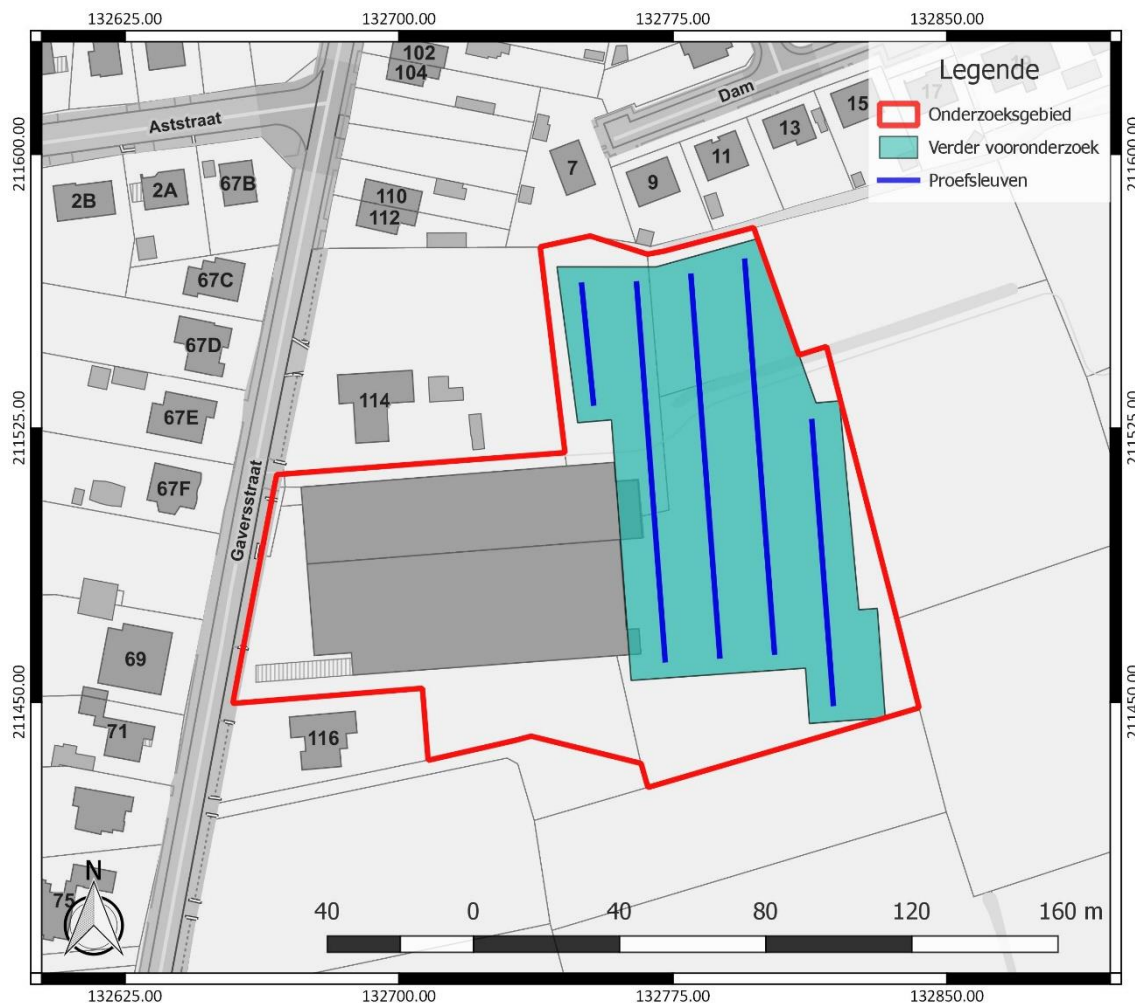 132625.00 132700.00 132775.00 132850.00
Legende
Onderzoeksgebied
Verder vooronderzoek
Proefsleuven
102
104
Dam
15
17
Aststraat
13
11
7
9
211600.00 211600.00
2B
2A
67B
110
112
67C
67D
114
67E
211525.00 211525.00
67F
Gaversstraat
69
71
116
211450.00 211450.00
75
N
40 0 40 80 120 160 m
132625.00 132700.00 132775.00 132850.00